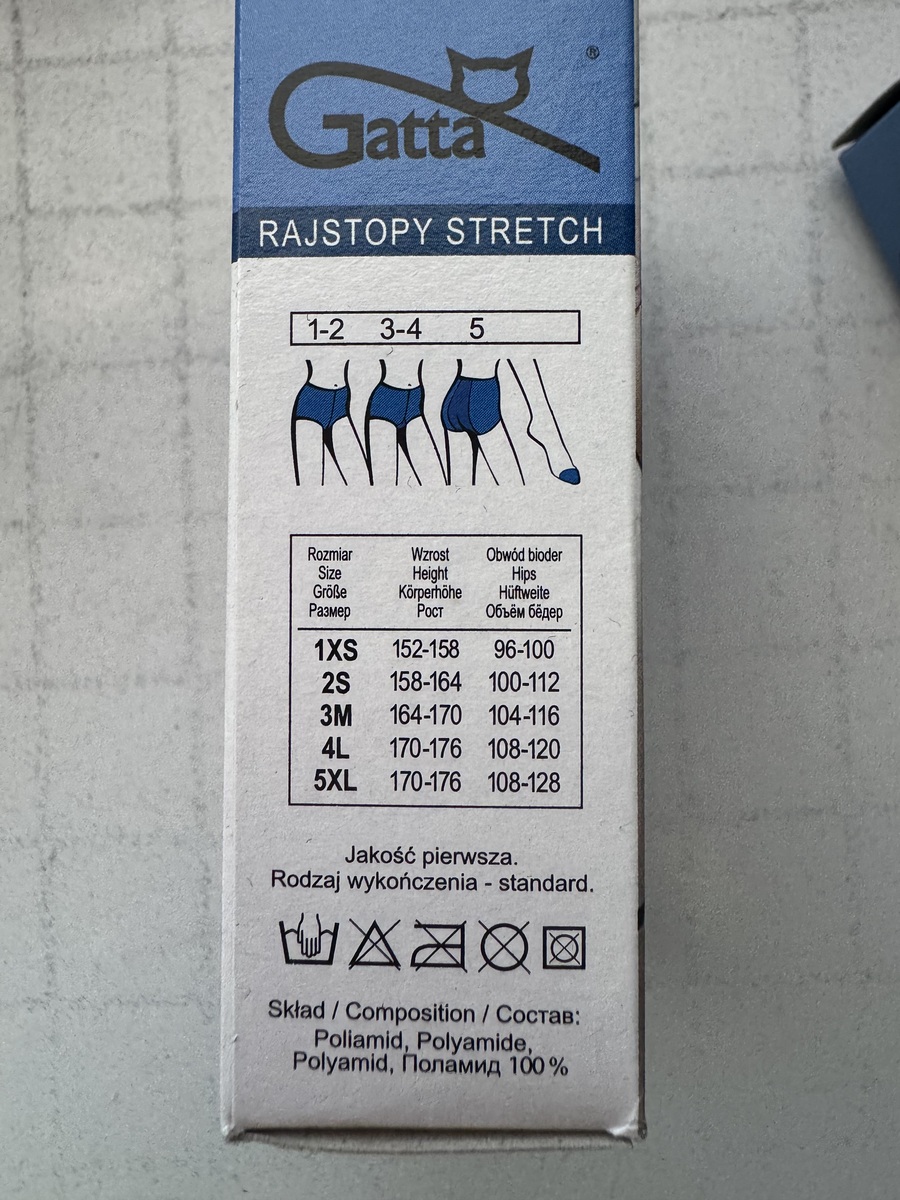 Gatta ®
RAJSTOPY STRETCH
1-2 3-4 5
Rozmiar Wzrost Obwód bioder
Size Height Hips
Größe Körperhöhe Hüftweite
Размер Рост Объём бёдер
1XS 152-158 96-100
2S 158-164 100-112
3M 164-170 104-116
4L 170-176 108-120
5XL 170-176 108-128
Jakość pierwsza.
Rodzaj wykończenia - standard.
Skład / Composition / Состав:
Poliamid, Polyamide,
Polyamid, Поламид 100 %